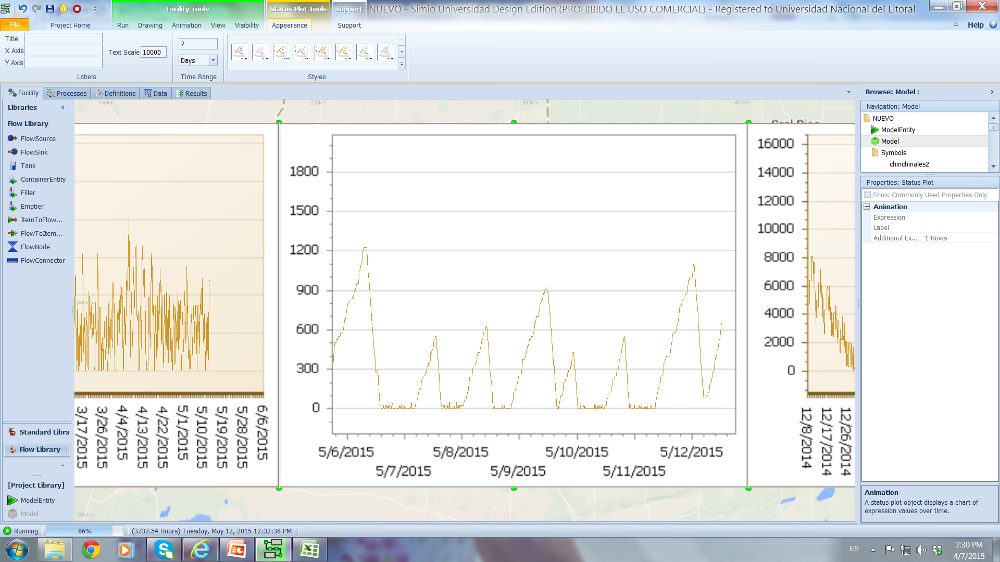 Facility Tools
Status Plot Tools
Support
NUEVO - Simio Universidad Design Edition (PROHIBIDO EL USO COMERCIAL) - Registered to Universidad Nacional del Litoral
File
Project Home
Run
Drawing
Animation
View
Visibility
Appearance
Support
Help
Title
X Axis
Y Axis
Text Scale 10000
Labels
7
Days
Time Range
Styles
Facility
Processes
Definitions
Data
Results
Libraries
Flow Library
FlowSource
FlowSink
Tank
ContainerEntity
Filler
Emptier
ItemToFlow...
FlowToItem...
FlowNode
FlowConnector
Standard Libra
Flow Library
[Project Library]
ModelEntity
Model
100km
200km
300km
400km
-200km
3/17/2015
3/26/2015
4/4/2015
4/13/2015
4/22/2015
5/1/2015
5/10/2015
5/19/2015
5/28/2015
6/6/2015
1800
1500
1200
900
600
300
0
5/6/2015
5/7/2015
5/8/2015
5/9/2015
5/10/2015
5/11/2015
5/12/2015
16000
14000
12000
10000
8000
6000
4000
2000
0
12/8/2014
12/17/2014
12/26/2014
Browse: Model :
Navigation: Model
NUEVO
ModelEntity
Model
Symbols
chinchinales2
Properties: Status Plot
Show Commonly Used Properties Only
Animation
Expression
Label
Additional Ex... 1 Rows
Animation
A status plot object displays a chart of
expression values over time.
Running
86%
(3732.54 Hours) Tuesday, May 12, 2015 12:32:38 PM
ES
2:30 PM
4/7/2015